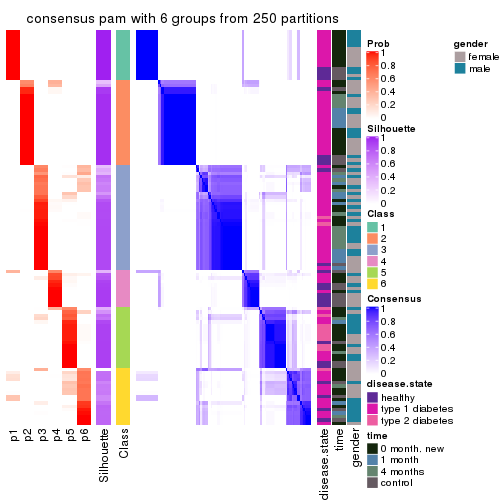 consensus pam with 6 groups from 250 partitions
Prob
1
0.8
0.6
0.4
0.2
0
gender
female
male
Silhouette
1
0.8
0.6
0.4
0.2
0
Class
1
2
3
4
5
6
Consensus
1
0.8
0.6
0.4
0.2
0
disease.state
healthy
type 1 diabetes
type 2 diabetes
time
0 month. new
1 month
4 months
control
p1
p2
p3
p4
p5
p6
Silhouette
Class
disease.state
time
gender